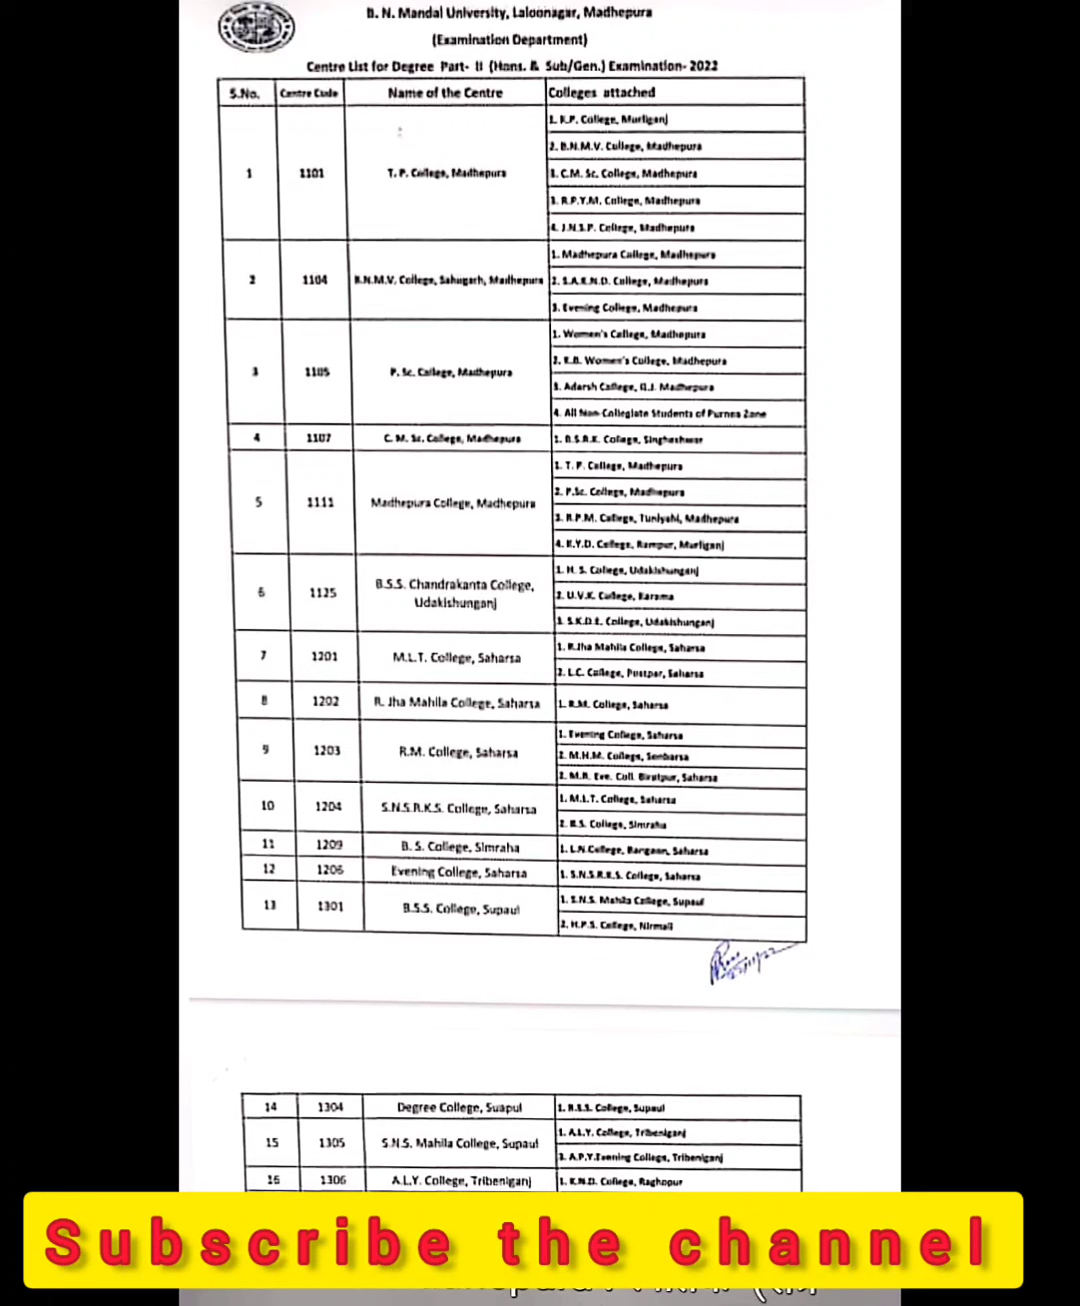 B. N. Mandal University, Laloonagar, Madhepura
(Examination Department)
Centre List for Degree Part- II (Hons. & Sub/Gen.) Examination- 2022
S.No. Centre Code Name of the Centre Colleges attached
1 1101 T. P. College, Madhepura
1. K.P. College, Murliganj
2. B.N.M.V. College, Madhepura
3. C.M. Sc. College, Madhepura
3. R.P.Y.M. College, Madhepura
4. J.N.S.P. College, Madhepura
2 1104 B.N.M.V. College, Sahugarh, Madhepura
1. Madhepura College, Madhepura
2. College, Madhepura
3. Evening College, Madhepura
3 1105 P. Sc. College, Madhepura
1. Women's College, Madhepura
2. K.B. Women's College, Madhepura
3. Adarsh College, Madhepura
4. All Non-Collegiate Students of Purnea Zone
4 1107 C. M. Sc. College, Madhepura
1. College, Singheshwar
5 1111 Madhepura College, Madhepura
1. T. P. College, Madhepura
2. P.Sc. College, Madhepura
3. R.P.M. College, Tuniyahi, Madhepura
4. K.Y.D. College, Rampur, Murliganj
6 1125 B.S.S. Chandrakanta College, Udakishunganj
1. H. S. College, Udakishunganj
2. U.V.K. College, Karama
3. College, Udakishunganj
7 1201 M.L.T. College, Saharsa
1. R.Jha Mahila College, Saharsa
2. L.C. College, Saharsa
8 1202 R. Jha Mahila College, Saharsa
1. R.M. College, Saharsa
9 1203 R.M. College, Saharsa
1. Evening College, Saharsa
2. M.H.M. College, Sonbarsa
Eve. Coll. Saharsa
10 1204 S.N.S.R.K.S. College, Saharsa
1. M.L.T. College, Saharsa
2. B.S. College, Simraha
11 1209 B. S. College, Simraha
1. L.N.College, Bangaon, Saharsa
12 1206 Evening College, Saharsa
1. S.N.S.R.K.S. College, Saharsa
13 1301 B.S.S. College, Supaul
1. S.N.S. Mahila College, Supaul
2. H.P.S. College, Nirmali
14 1304 Degree College, Suapul
1. B.S.S. College, Supaul
15 1305 S.N.S. Mahila College, Supaul
1. A.L.Y. College, Tribeniganj
College, Tribeniganj
16 1306 A.L.Y. College, Tribeniganj
1. K.N.D. College, Raghopur
Subscribe the channel